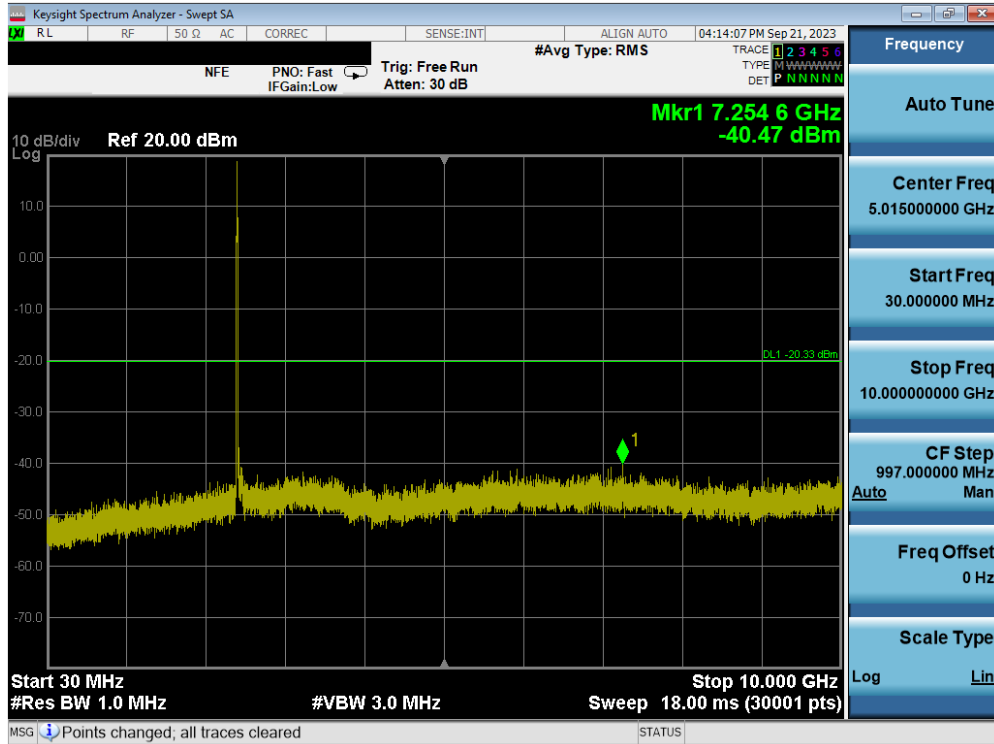 Keysight Spectrum Analyzer - Swept SA
LXI RL RF 50 Ω AC CORREC SENSE:INT ALIGN AUTO 04:14:07 PM Sep 21, 2023
NFE PNO: Fast Trig: Free Run #Avg Type: RMS TRACE 1 2 3 4 5 6
IFGain:Low Atten: 30 dB TYPE M WWWWW
DET P N N N N N
Mkr1 7.254 6 GHz
-40.47 dBm
10 dB/div Ref 20.00 dBm
Log
10.0
0.00
-10.0
-20.0
DL1 -20.33 dBm
-30.0
1
-40.0
-50.0
-60.0
-70.0
Start 30 MHz Stop 10.000 GHz
#Res BW 1.0 MHz #VBW 3.0 MHz Sweep 18.00 ms (30001 pts)
MSG Points changed; all traces cleared STATUS
Frequency
Auto Tune
Center Freq
5.015000000 GHz
Start Freq
30.000000 MHz
Stop Freq
10.000000000 GHz
CF Step
997.000000 MHz
Auto Man
Freq Offset
0 Hz
Scale Type
Log Lin